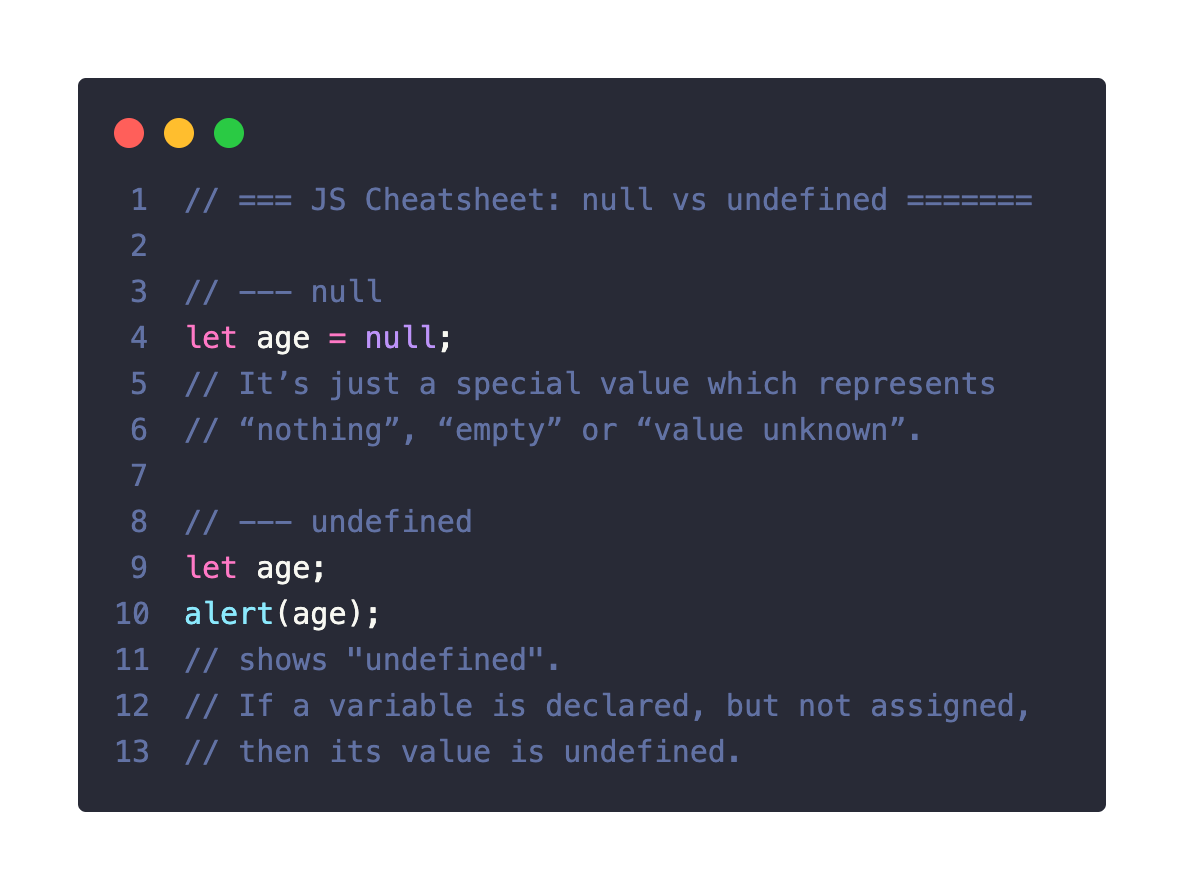 1 // === JS Cheatsheet: null vs undefined =======
2
3 // --- null
4 let age = null;
5 // It’s just a special value which represents
6 // “nothing”, “empty” or “value unknown”.
7
8 // --- undefined
9 let age;
10 alert(age);
11 // shows "undefined".
12 // If a variable is declared, but not assigned,
13 // then its value is undefined.